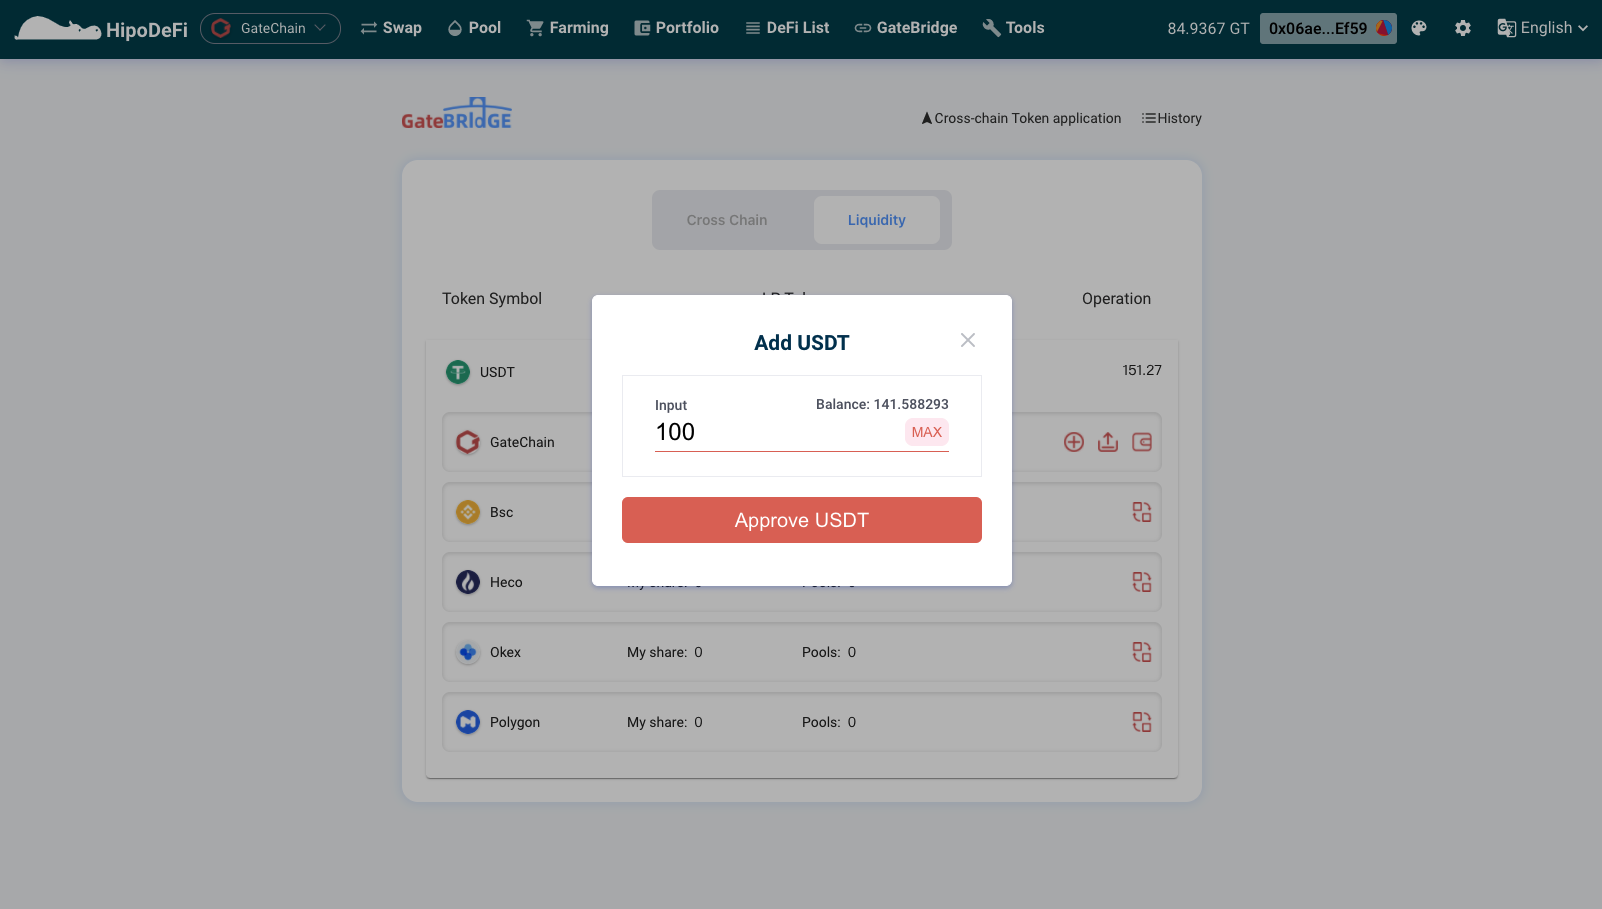 HipoDeFi GateChain Swap Pool Farming Portfolio DeFi List GateBridge Tools 84.9367 GT 0x06ae...Ef59 English
GateBRIdGE Cross-chain Token application History
Cross Chain Liquidity
Token Symbol Operation
Add USDT
USDT 151.27
Input Balance: 141.588293
100 MAX
GateChain
Bsc
Approve USDT
Heco
Okex My share: 0 Pools: 0
Polygon My share: 0 Pools: 0